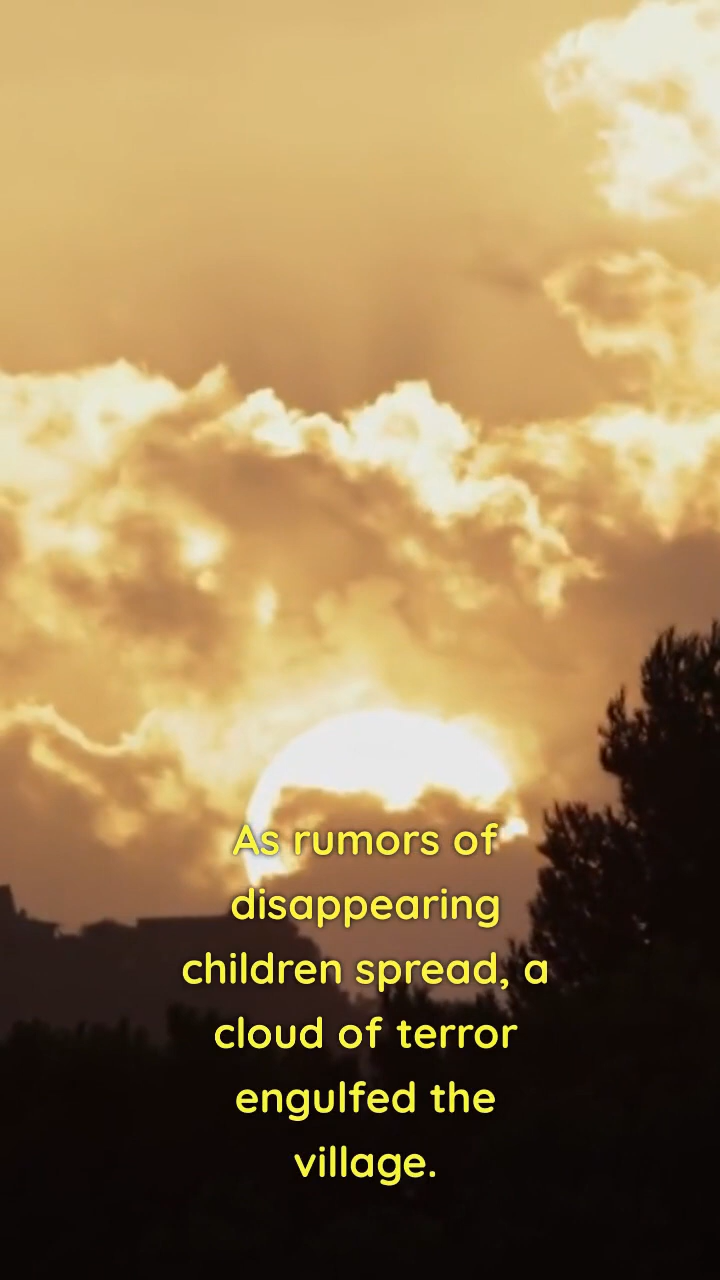 As rumors of
disappearing
children spread, a
cloud of terror
engulfed the
village.